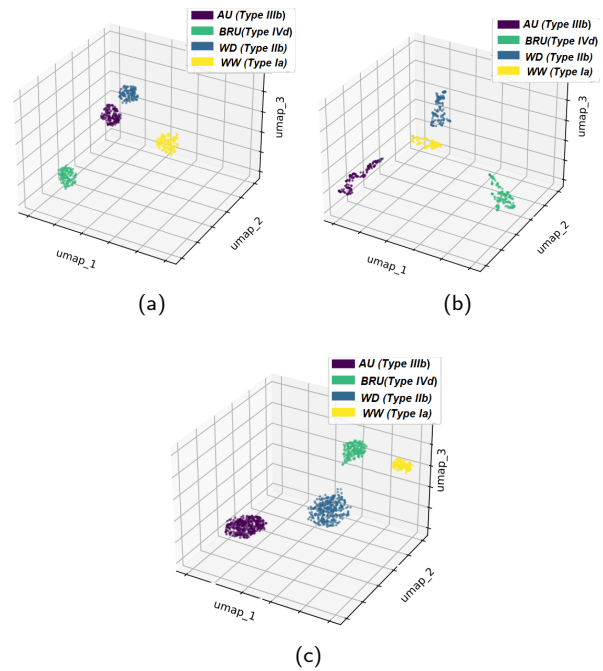 AU (Type IIIb)
BRU(Type IVd)
WD (Type IIb)
WW (Type Ia)
umap_1
umap_2
umap_3
(a)
AU (Type IIIb)
BRU(Type IVd)
WD (Type IIb)
WW (Type Ia)
umap_1
umap_2
umap_3
(b)
AU (Type IIIb)
BRU(Type IVd)
WD (Type IIb)
WW (Type Ia)
umap_1
umap_2
umap_3
(c)